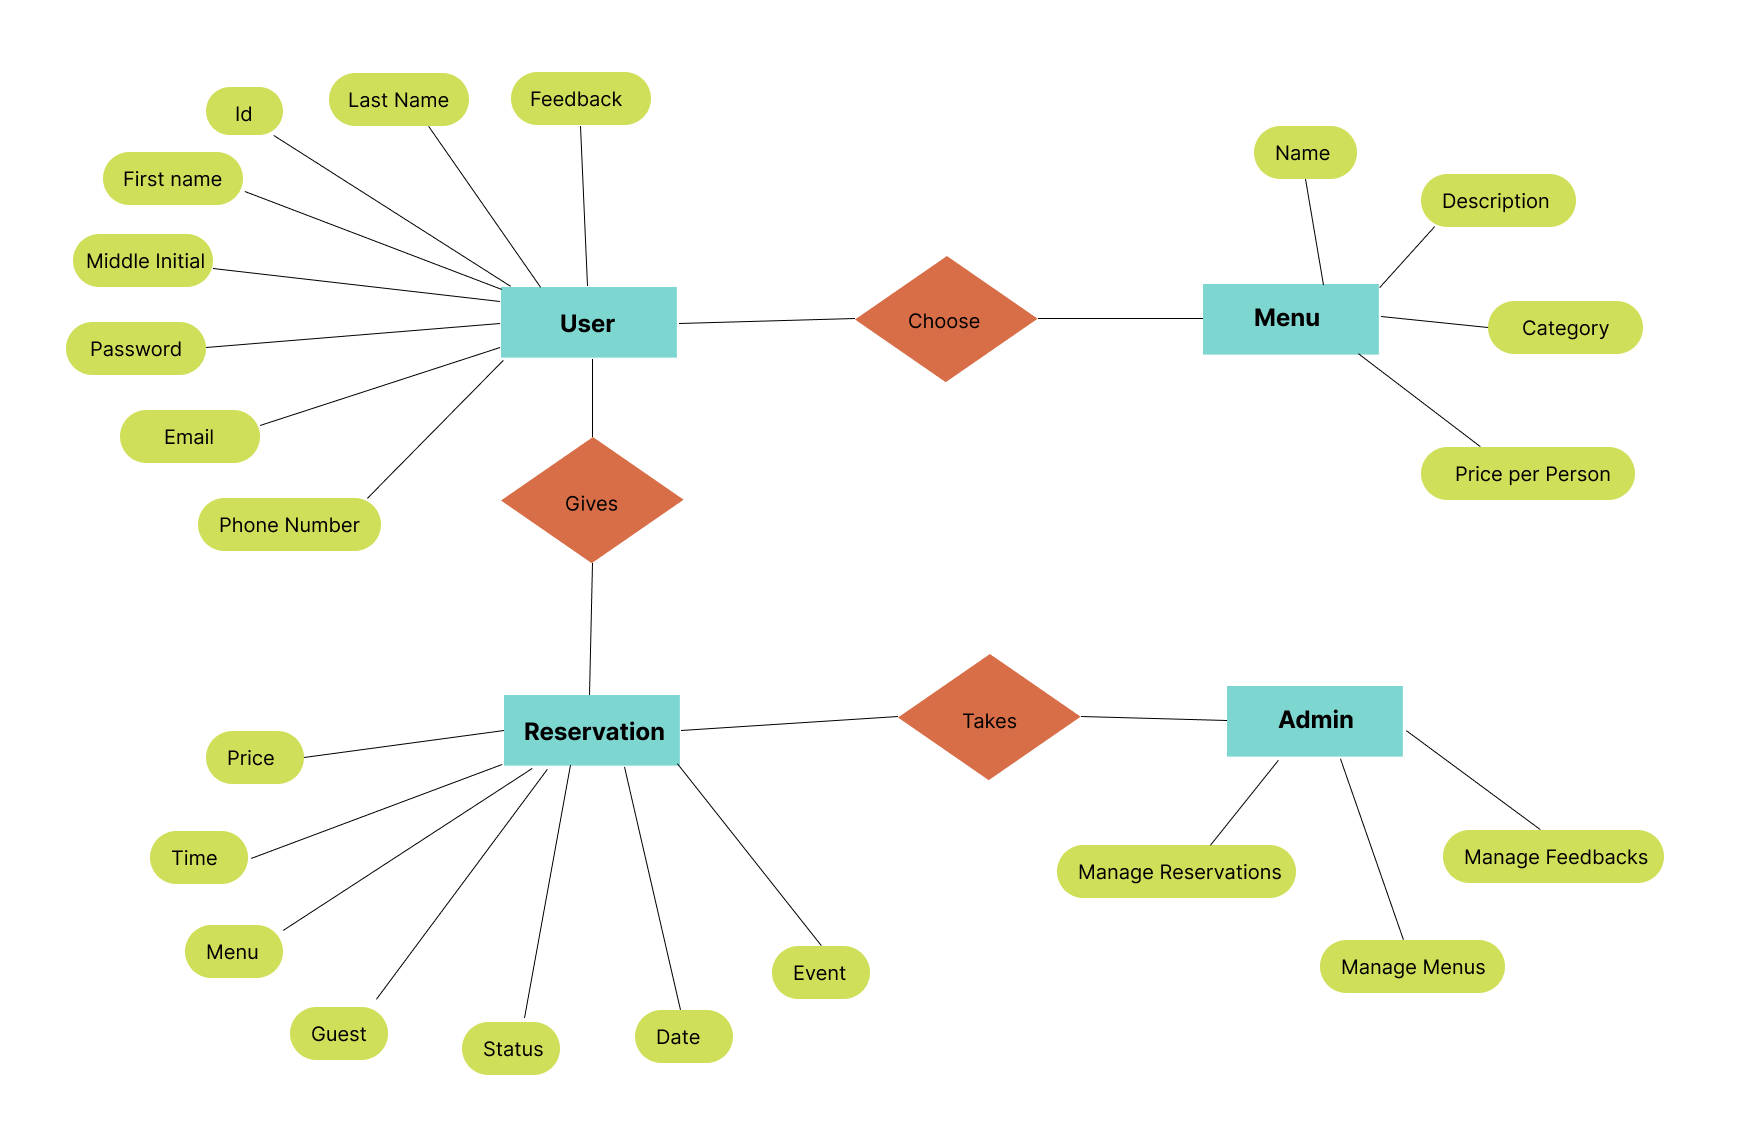 Id
Last Name
Feedback
First name
Middle Initial
Password
Email
Phone Number
User
Choose
Menu
Name
Description
Category
Price per Person
Gives
Reservation
Takes
Admin
Price
Time
Menu
Guest
Status
Date
Event
Manage Reservations
Manage Menus
Manage Feedbacks